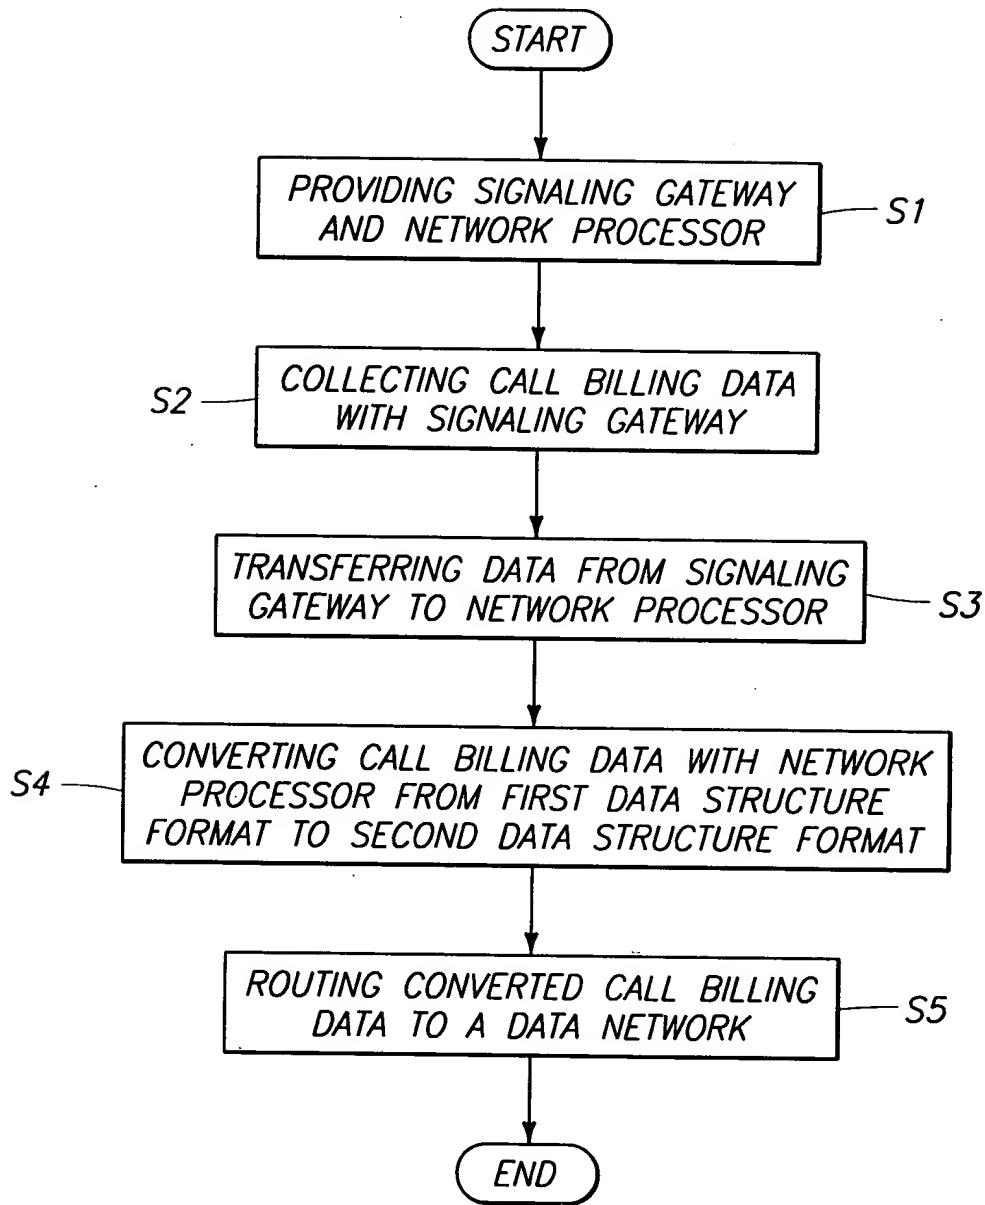 START
PROVIDING SIGNALING GATEWAY
AND NETWORK PROCESSOR
S1
S2
COLLECTING CALL BILLING DATA
WITH SIGNALING GATEWAY
TRANSFERRING DATA FROM SIGNALING
GATEWAY TO NETWORK PROCESSOR
S3
S4
CONVERTING CALL BILLING DATA WITH NETWORK
PROCESSOR FROM FIRST DATA STRUCTURE
FORMAT TO SECOND DATA STRUCTURE FORMAT
ROUTING CONVERTED CALL BILLING
DATA TO A DATA NETWORK
S5
END